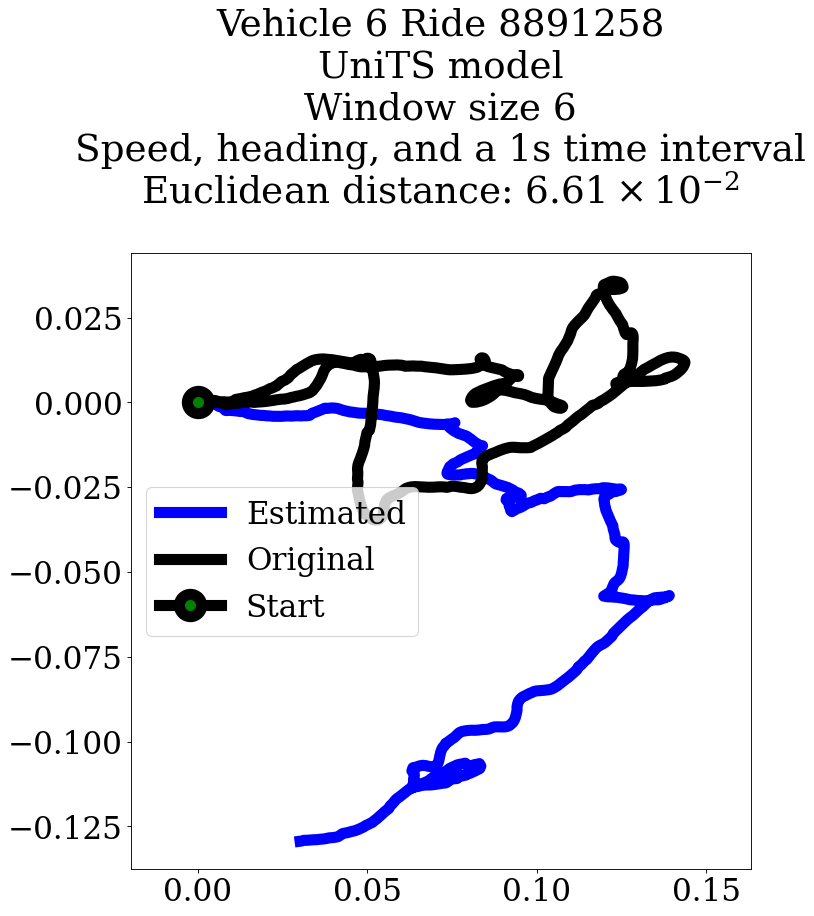 Vehicle 6 Ride 8891258
UniTS model
Window size 6
Speed, heading, and a 1s time interval
Euclidean distance: 6.61 × 10⁻²
0.025
0.000
−0.025
−0.050
−0.075
−0.100
−0.125
Estimated
Original
Start
0.00 0.05 0.10 0.15